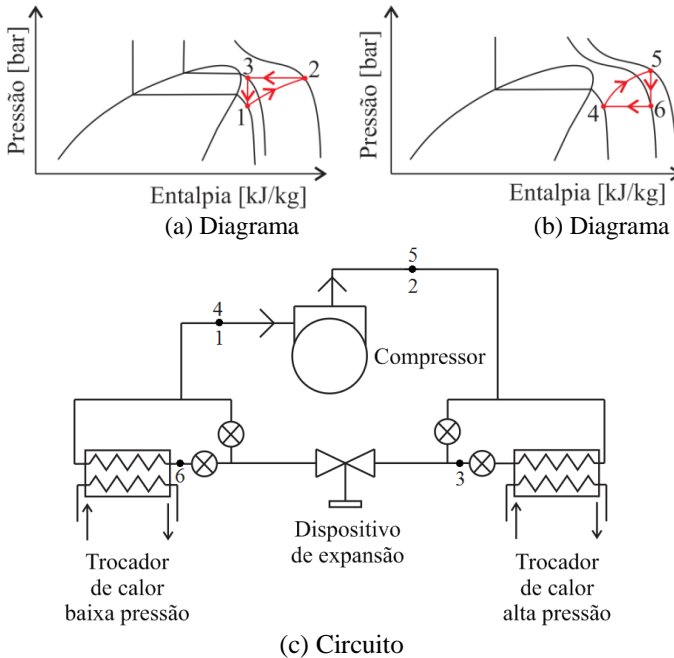 Pressão [bar]
3
2
1
Entalpia [kJ/kg]
(a) Diagrama
Pressão [bar]
5
4
6
Entalpia [kJ/kg]
(b) Diagrama
5
2
4
1
Compressor
6
3
Trocador
de calor
baixa pressão
Dispositivo
de expansão
Trocador
de calor
alta pressão
(c) Circuito